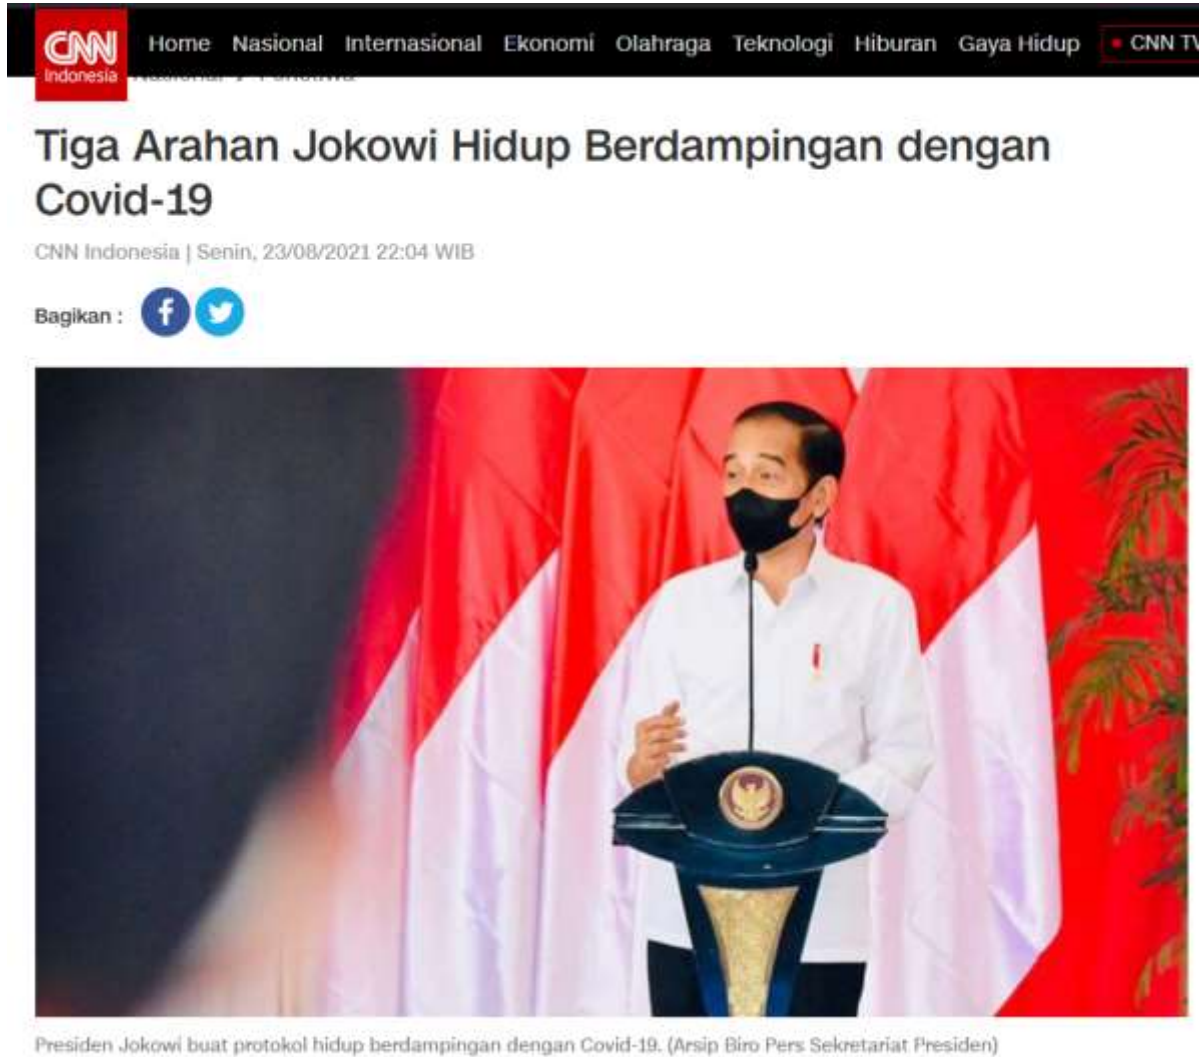 CNN
Indonesia
Home Nasional Internasional Ekonomi Olahraga Teknologi Hiburan Gaya Hidup CNN TV
Tiga Arahan Jokowi Hidup Berdampingan dengan
Covid-19
CNN Indonesia | Senin, 23/08/2021 22:04 WIB
Bagikan :
Presiden Jokowi buat protokol hidup berdampingan dengan Covid-19. (Arsip Biro Pers Sekretariat Presiden)